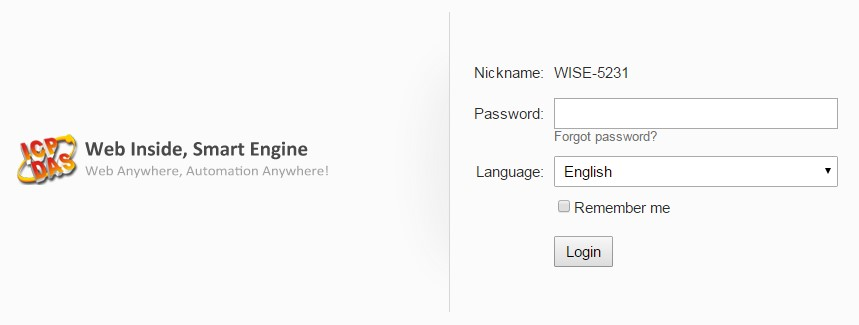 ICP
DAS
Web Inside, Smart Engine
Web Anywhere, Automation Anywhere!
Nickname: WISE-5231
Password:
Forgot password?
Language: English
Remember me
Login